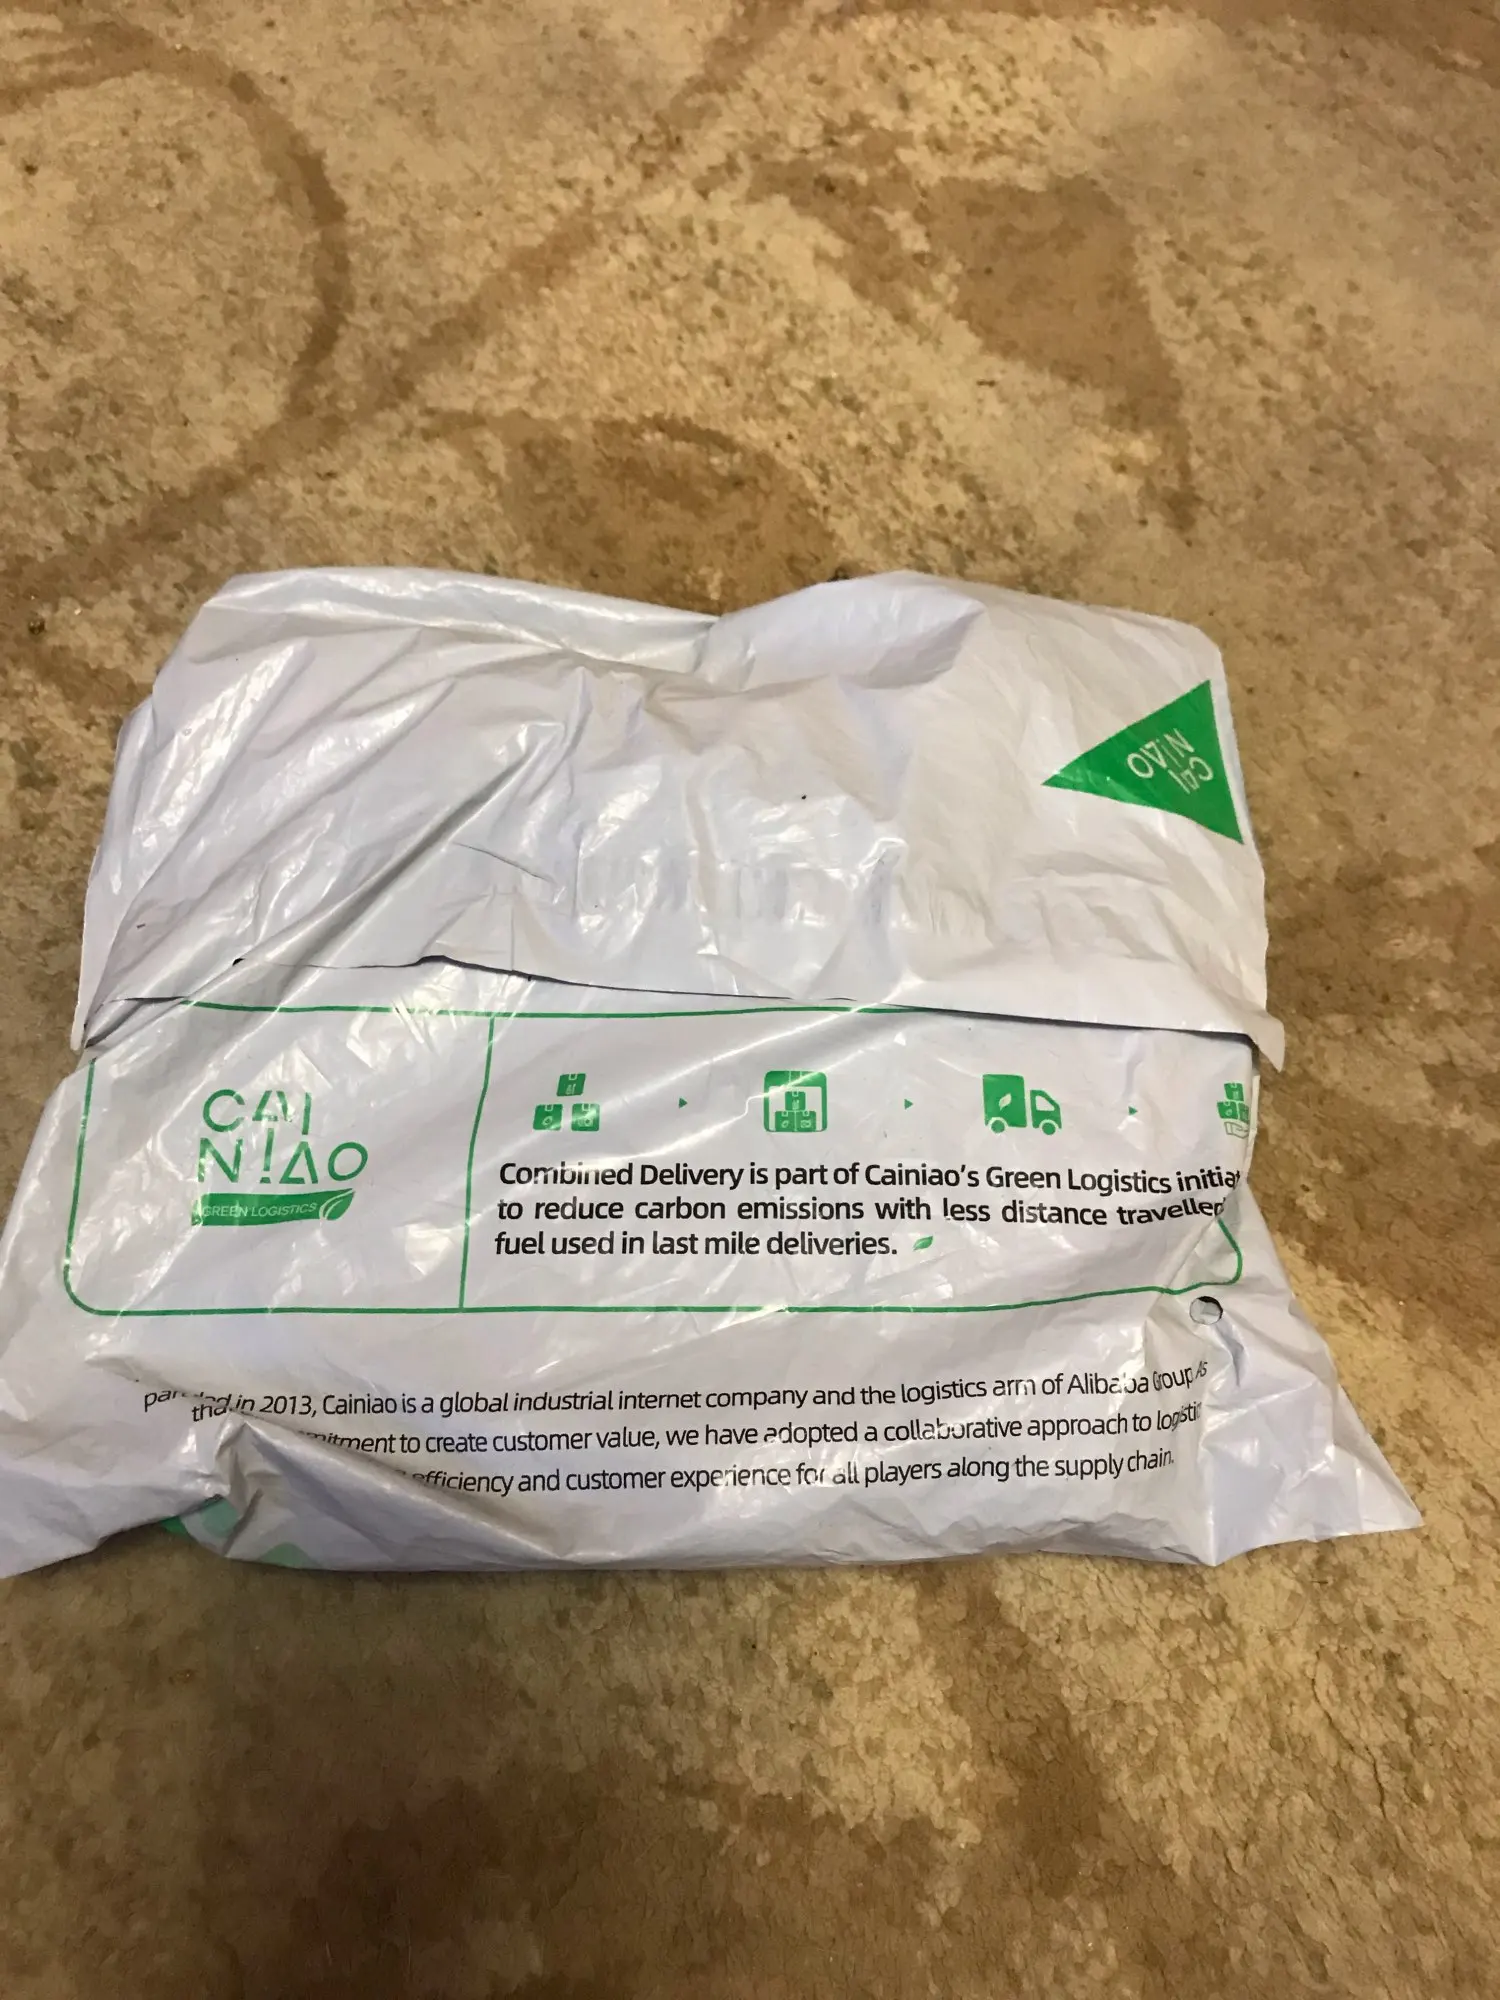 CAI
NIAO
CAI
NIAO
GREEN LOGISTICS
Combined Delivery is part of Cainiao's Green Logistics
to reduce carbon emissions with less distance travelled
fuel used in last mile deliveries.
in 2013, Cainiao is a global industrial internet company and the logistics arm of Alibaba Group. As
to create customer value, we have adopted a collaborative approach to
efficiency and customer experience for all players along the supply chain.